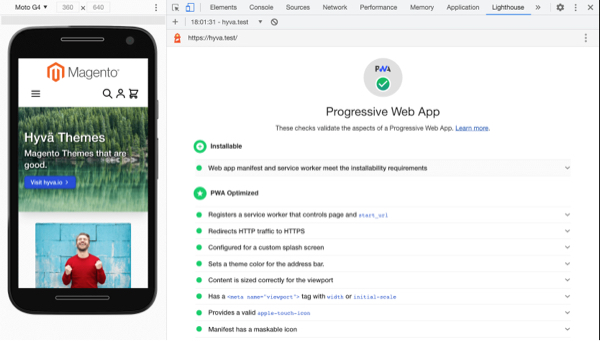 Moto G4 ▼ 360 × 640
Elements Console Sources Network Performance Memory Application Lighthouse »
+ 18:01:31 - hyva.test ▼
https://hyva.test/
Magento
Hyvä Themes
Magento Themes that are
good.
Visit hyva.io >
PWA
Progressive Web App
These checks validate the aspects of a Progressive Web App. Learn more.
Installable
Web app manifest and service worker meet the installability requirements
PWA Optimized
Registers a service worker that controls page and start_url
Redirects HTTP traffic to HTTPS
Configured for a custom splash screen
Sets a theme color for the address bar.
Content is sized correctly for the viewport
Has a <meta name="viewport"> tag with width or initial-scale
Provides a valid apple-touch-icon
Manifest has a maskable icon